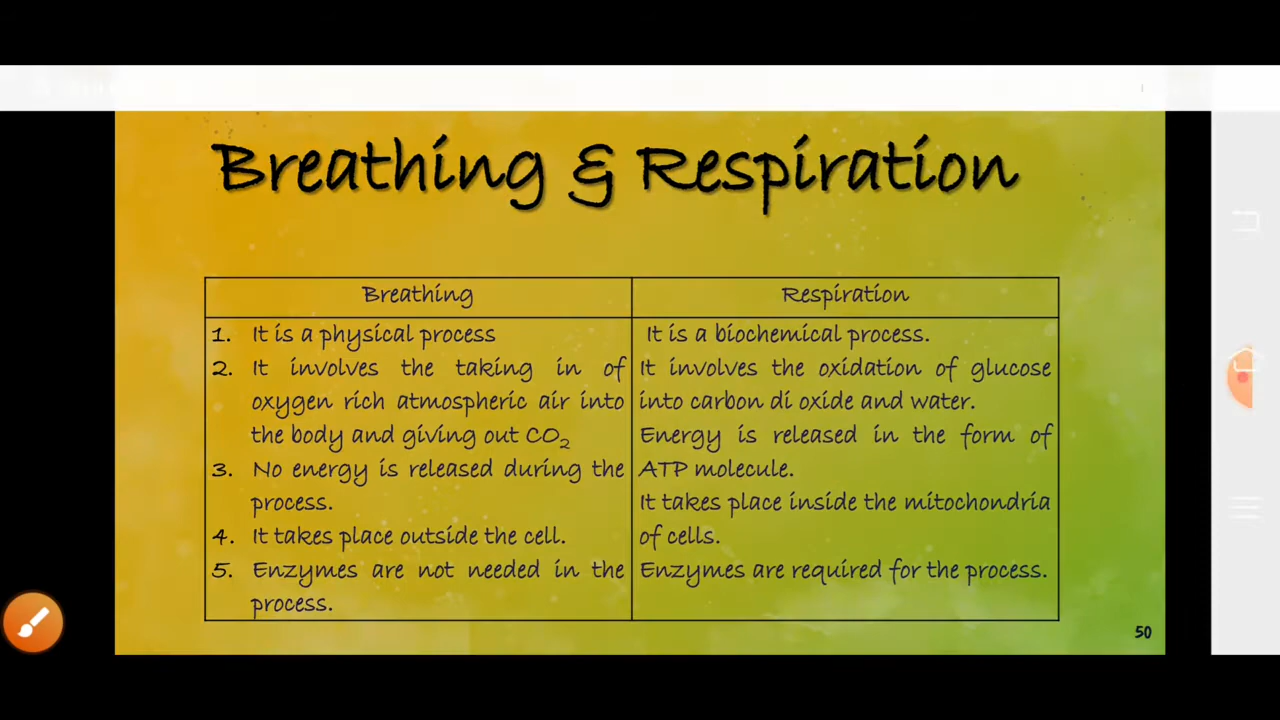 Breathing & Respiration
Breathing
1. It is a physical process
2. It involves the taking in of
oxygen rich atmospheric air into
the body and giving out CO₂
3. No energy is released during the
process.
4. It takes place outside the cell.
5. Enzymes are not needed in the
process.
Respiration
It is a biochemical process.
It involves the oxidation of glucose
into carbon di oxide and water.
Energy is released in the form of
ATP molecule.
It takes place inside the mitochondria
of cells.
Enzymes are required for the process.
50